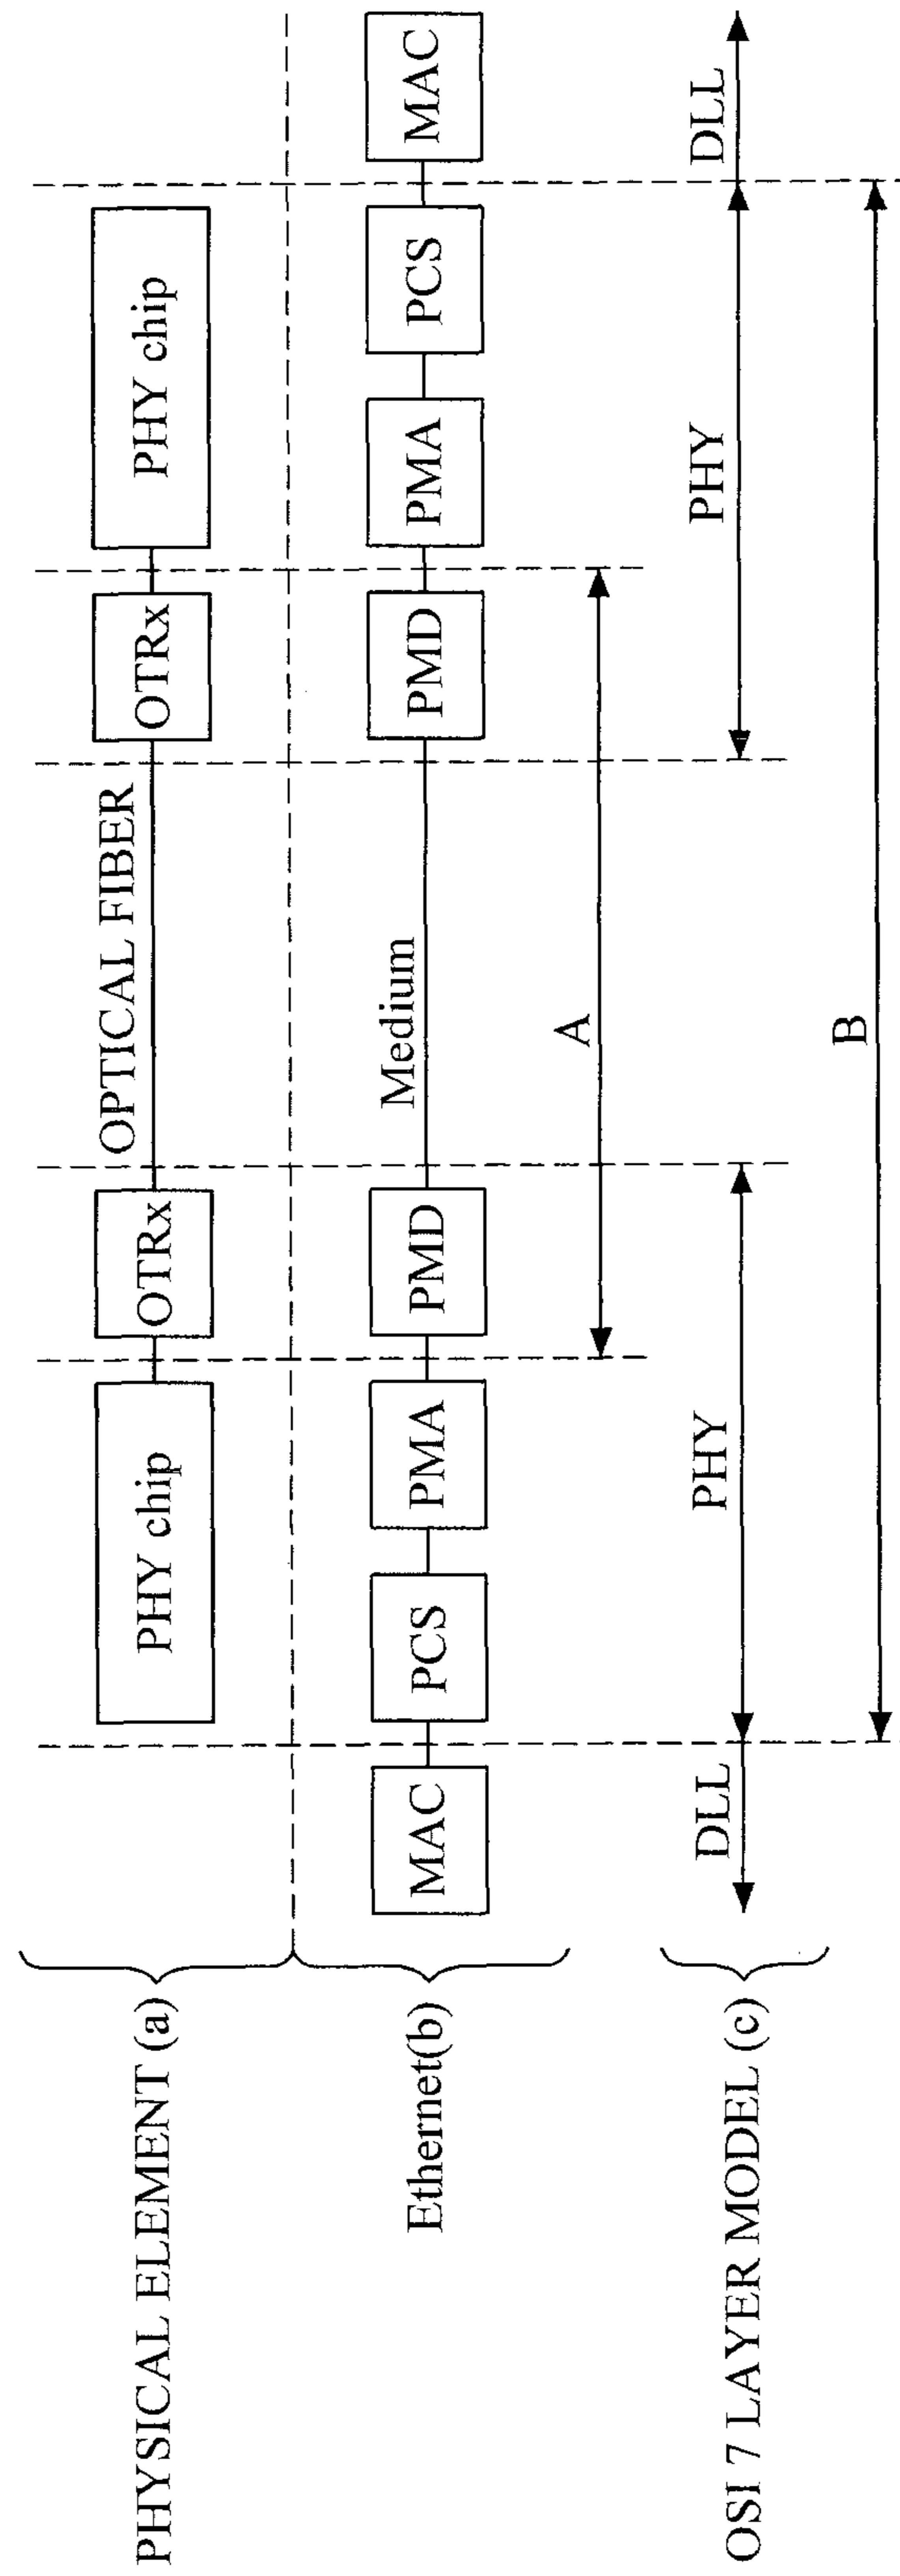 PHYSICAL ELEMENT (a)
PHY chip
OTRx
OPTICAL FIBER
OTRx
PHY chip
Ethernet(b)
MAC
PCS
PMA
PMD
Medium
PMD
PMA
PCS
MAC
A
OSI 7 LAYER MODEL (c)
DLL
PHY
PHY
DLL
B